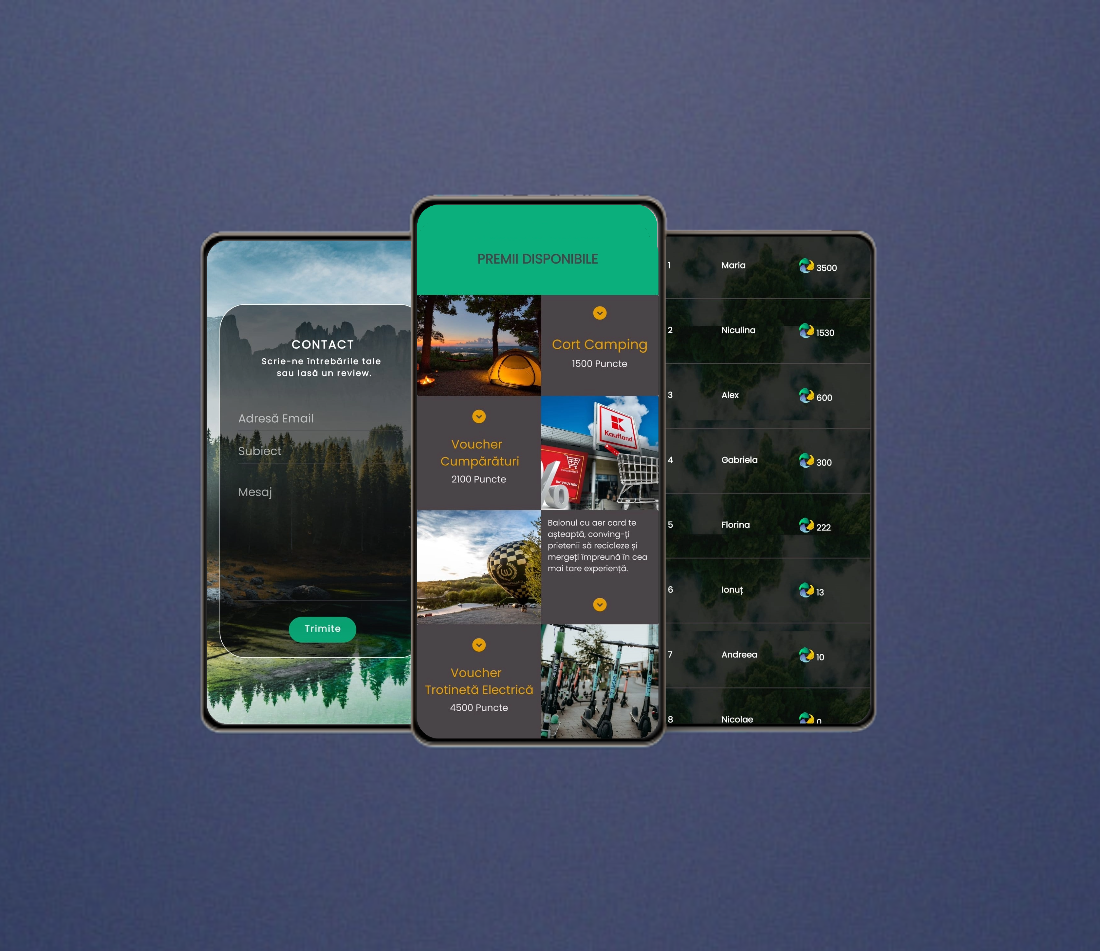 CONTACT
Scrie-ne întrebările tale
sau lasă un review.
Adresă Email
Subiect
Mesaj
Trimite
PREMII DISPONIBILE
Cort Camping
1500 Puncte
Voucher
Cumpărături
2100 Puncte
Kaufland
%
Balonul cu aer card te
așteaptă, conving-ți
prietenii să recicleze și
mergeți împreună în cea
mai tare experiență.
Voucher
Trotinetă Electrică
4500 Puncte
1 Maria 3500
2 Niculina 1530
3 Alex 600
4 Gabriela 300
5 Florina 222
6 Ionuț 13
7 Andreea 10
8 Nicolae